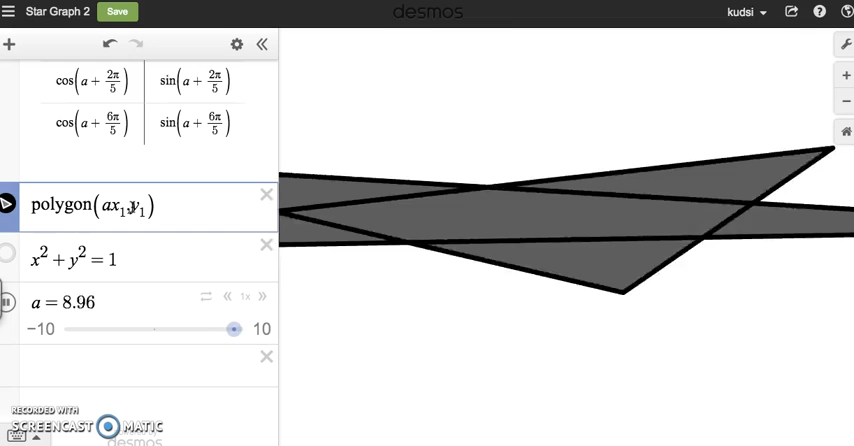 Star Graph 2 Save desmos kudsi
cos(a + 2π/5) sin(a + 2π/5)
cos(a + 6π/5) sin(a + 6π/5)
polygon(ax₁,y₁)
x² + y² = 1
a = 8.96 1x
-10 10
RECORDED WITH
SCREENCAST MATIC
desmos